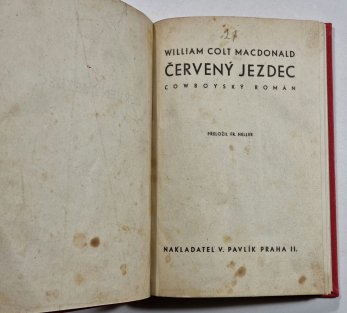 WILLIAM COLT MACDONALD
ČERVENÝ JEZDEC
COWBOYSKÝ ROMÁN
PŘELOŽIL FR. HELLER
NAKLADATEL V. PAVLÍK PRAHA II.